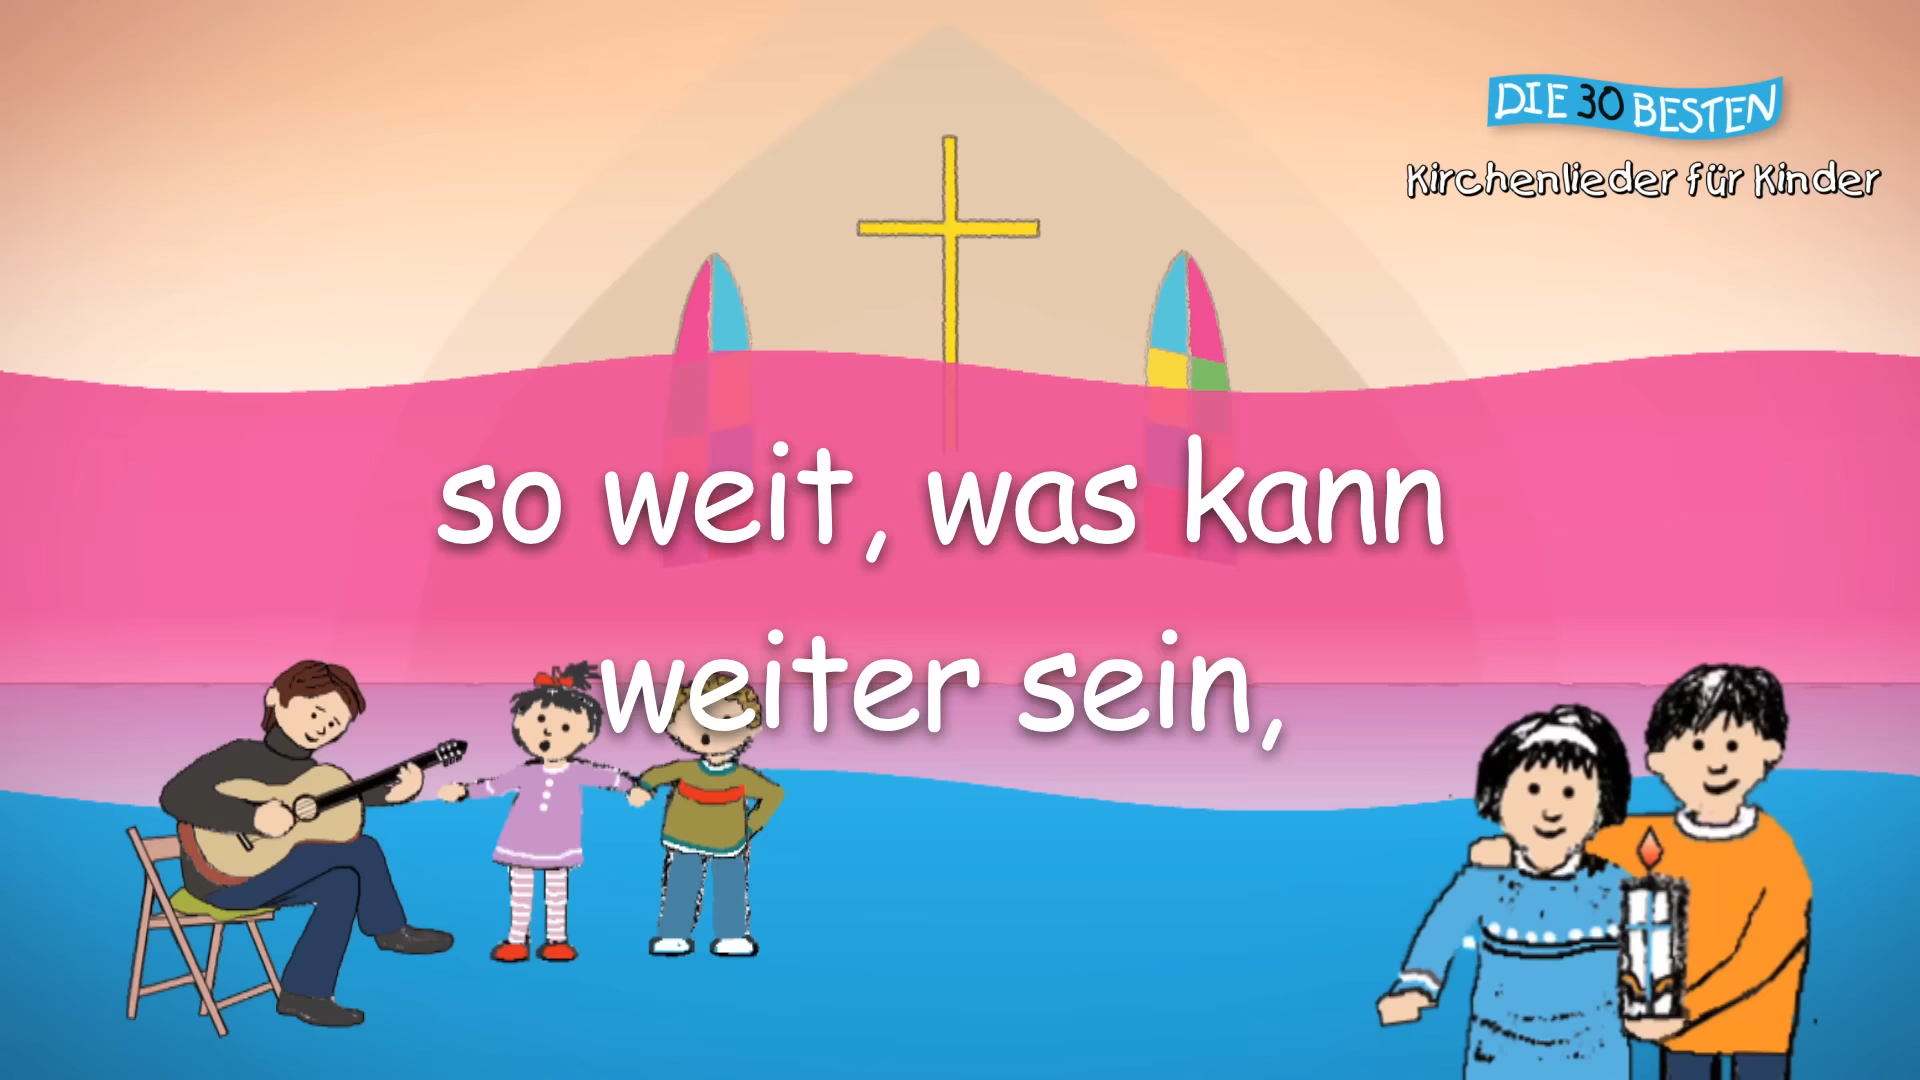 DIE 30 BESTEN
Kirchenlieder für Kinder
so weit, was kann
weiter sein,